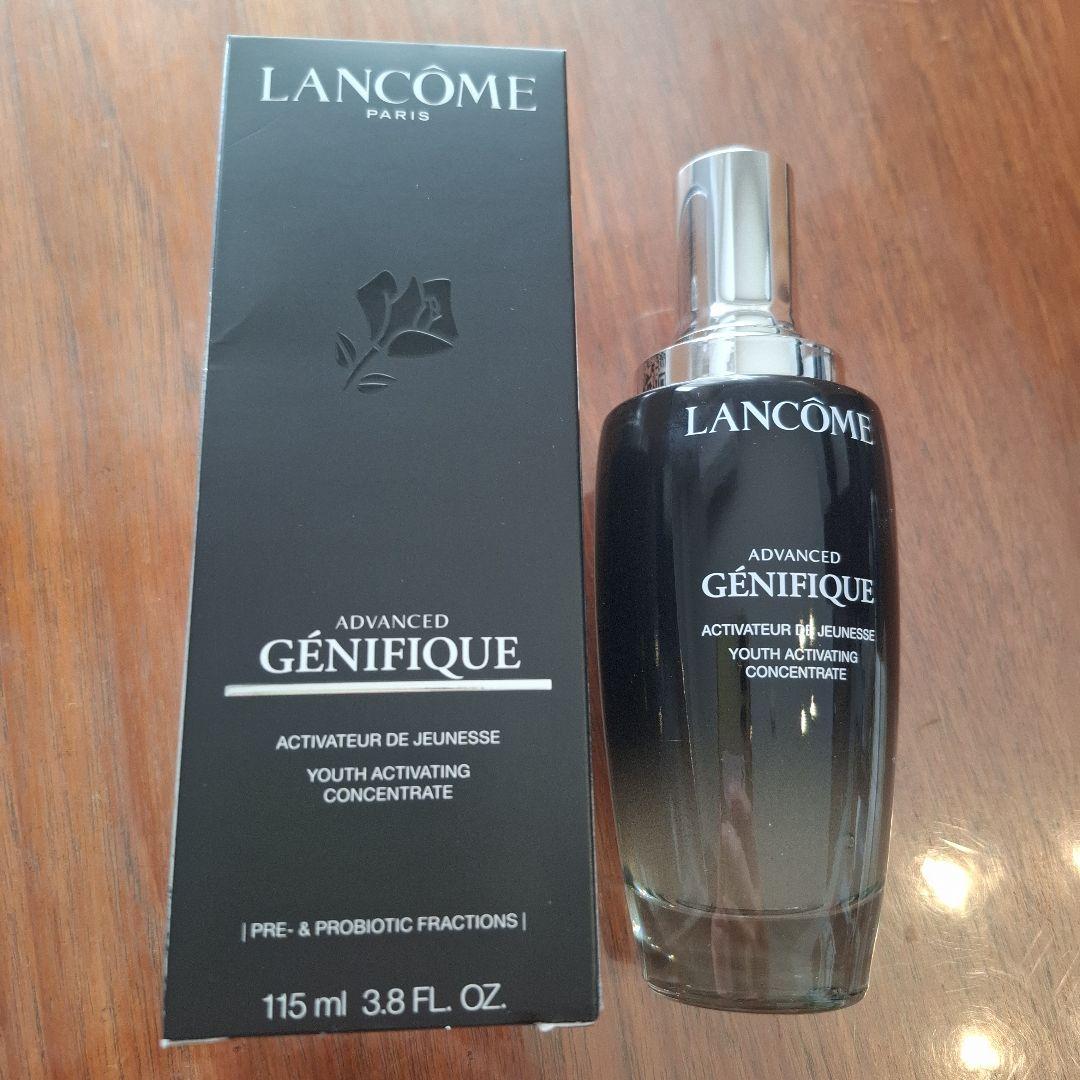 LANCÔME
PARIS
ADVANCED
GÉNIFIQUE
ACTIVATEUR DE JEUNESSE
YOUTH ACTIVATING
CONCENTRATE
| PRE- & PROBIOTIC FRACTIONS |
115 ml 3.8 FL. OZ.
LANCÔME
ADVANCED
GÉNIFIQUE
ACTIVATEUR DE JEUNESSE
YOUTH ACTIVATING
CONCENTRATE